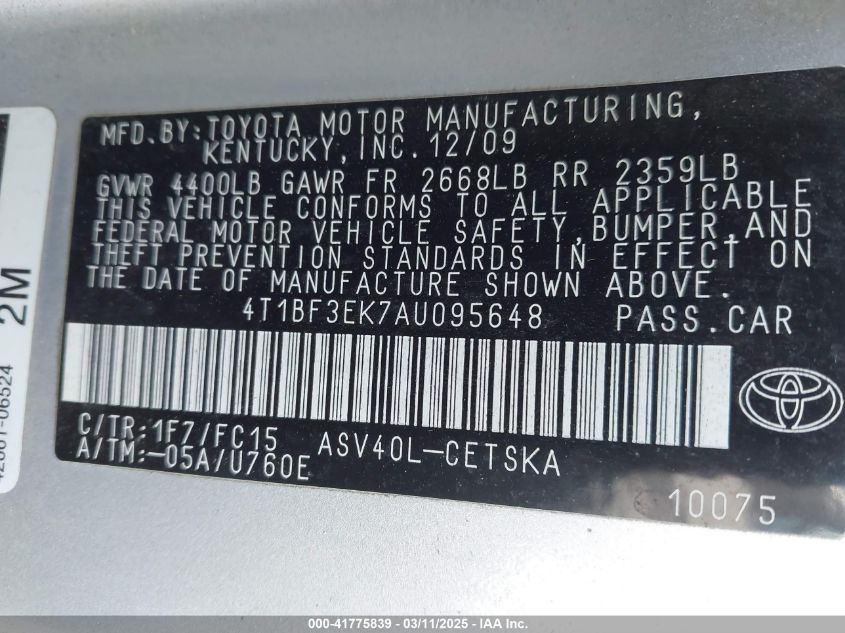 MFD.BY:TOYOTA MOTOR MANUFACTURING,
KENTUCKY,INC.12/09
GVWR 4400LB GAWR FR 2668LB RR 2359LB
THIS VEHICLE CONFORMS TO ALL APPLICABLE
FEDERAL MOTOR VEHICLE SAFETY,BUMPER,AND
THEFT PREVENTION STANDARDS IN EFFECT ON
THE DATE OF MANUFACTURE SHOWN ABOVE.
4T1BF3EK7AU095648 PASS.CAR
C/TR:1F7/FC15 ASV40L-CETSKA
A/TM:-05A/U760E
10075
2M
06524
000-41775839 - 03/11/2025 - IAA Inc.